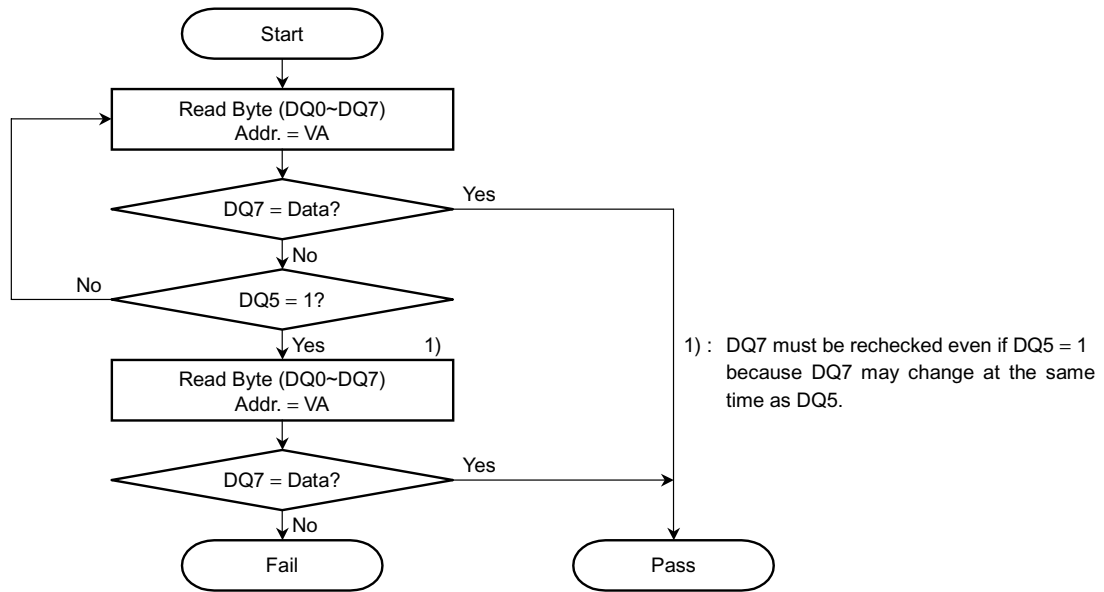 Start
Read Byte (DQ0~DQ7)
Addr. = VA
DQ7 = Data?
Yes
No
DQ5 = 1?
No
Yes
1)
Read Byte (DQ0~DQ7)
Addr. = VA
DQ7 = Data?
Yes
No
Fail
Pass
1) : DQ7 must be rechecked even if DQ5 = 1
because DQ7 may change at the same
time as DQ5.